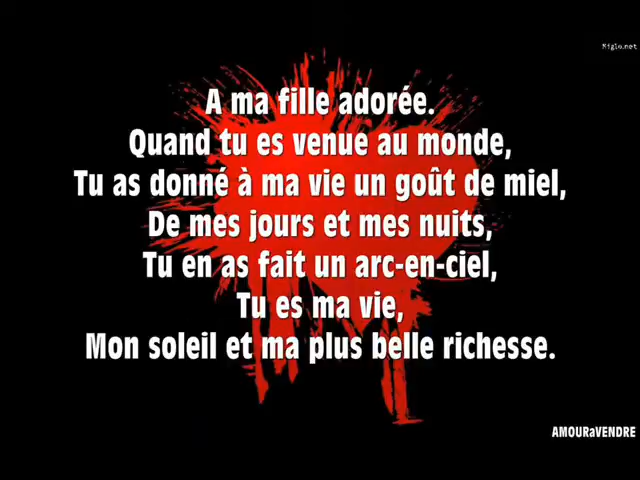 Niglo.net
A ma fille adorée.
Quand tu es venue au monde,
Tu as donné à ma vie un goût de miel,
De mes jours et mes nuits,
Tu en as fait un arc-en-ciel,
Tu es ma vie,
Mon soleil et ma plus belle richesse.
AMOURaVENDRE